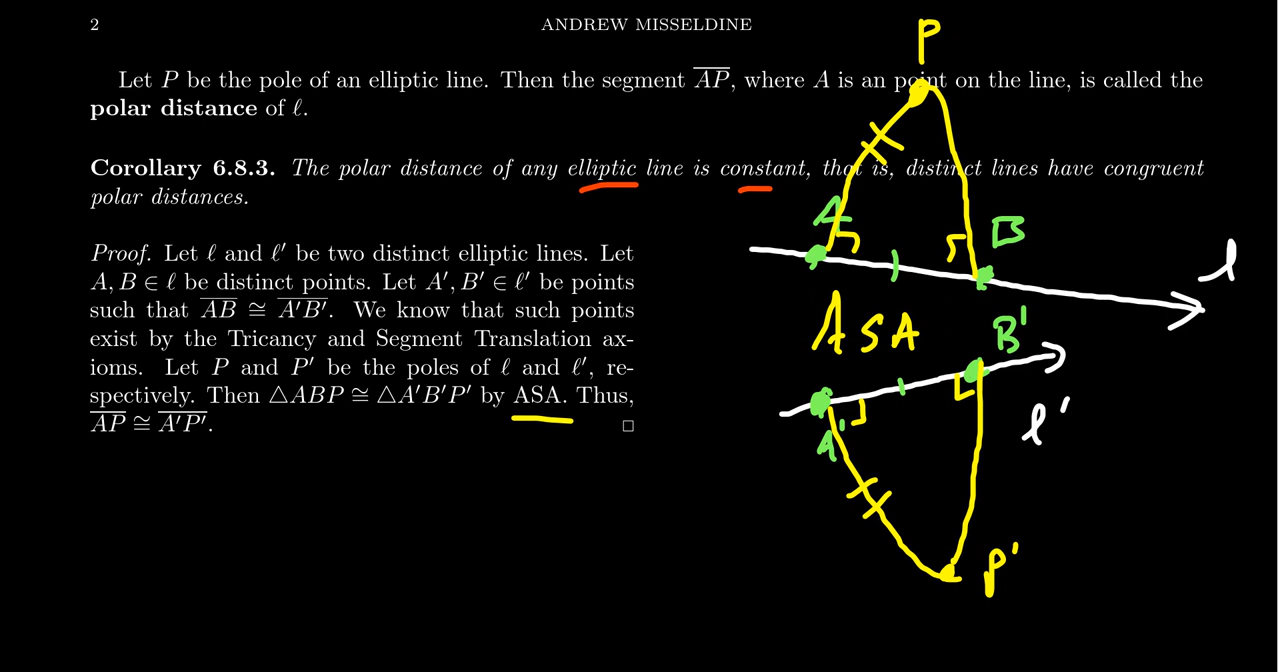 2 ANDREW MISSELDINE
P
Let P be the pole of an elliptic line. Then the segment \overline{AP}, where A is an point on the line, is called the
polar distance of ℓ.
Corollary 6.8.3. The polar distance of any elliptic line is constant, that is, distinct lines have congruent
polar distances.
Proof. Let ℓ and ℓ′ be two distinct elliptic lines. Let
A, B ∈ ℓ be distinct points. Let A′, B′ ∈ ℓ′ be points
such that \overline{AB} ≅ \overline{A′B′}. We know that such points
exist by the Tricancy and Segment Translation ax-
ioms. Let P and P′ be the poles of ℓ and ℓ′, re-
spectively. Then △ABP ≅ △A′B′P′ by ASA. Thus,
\overline{AP} ≅ \overline{A′P′}. □
A B
ℓ
ASA B′
ℓ′
A′
P′